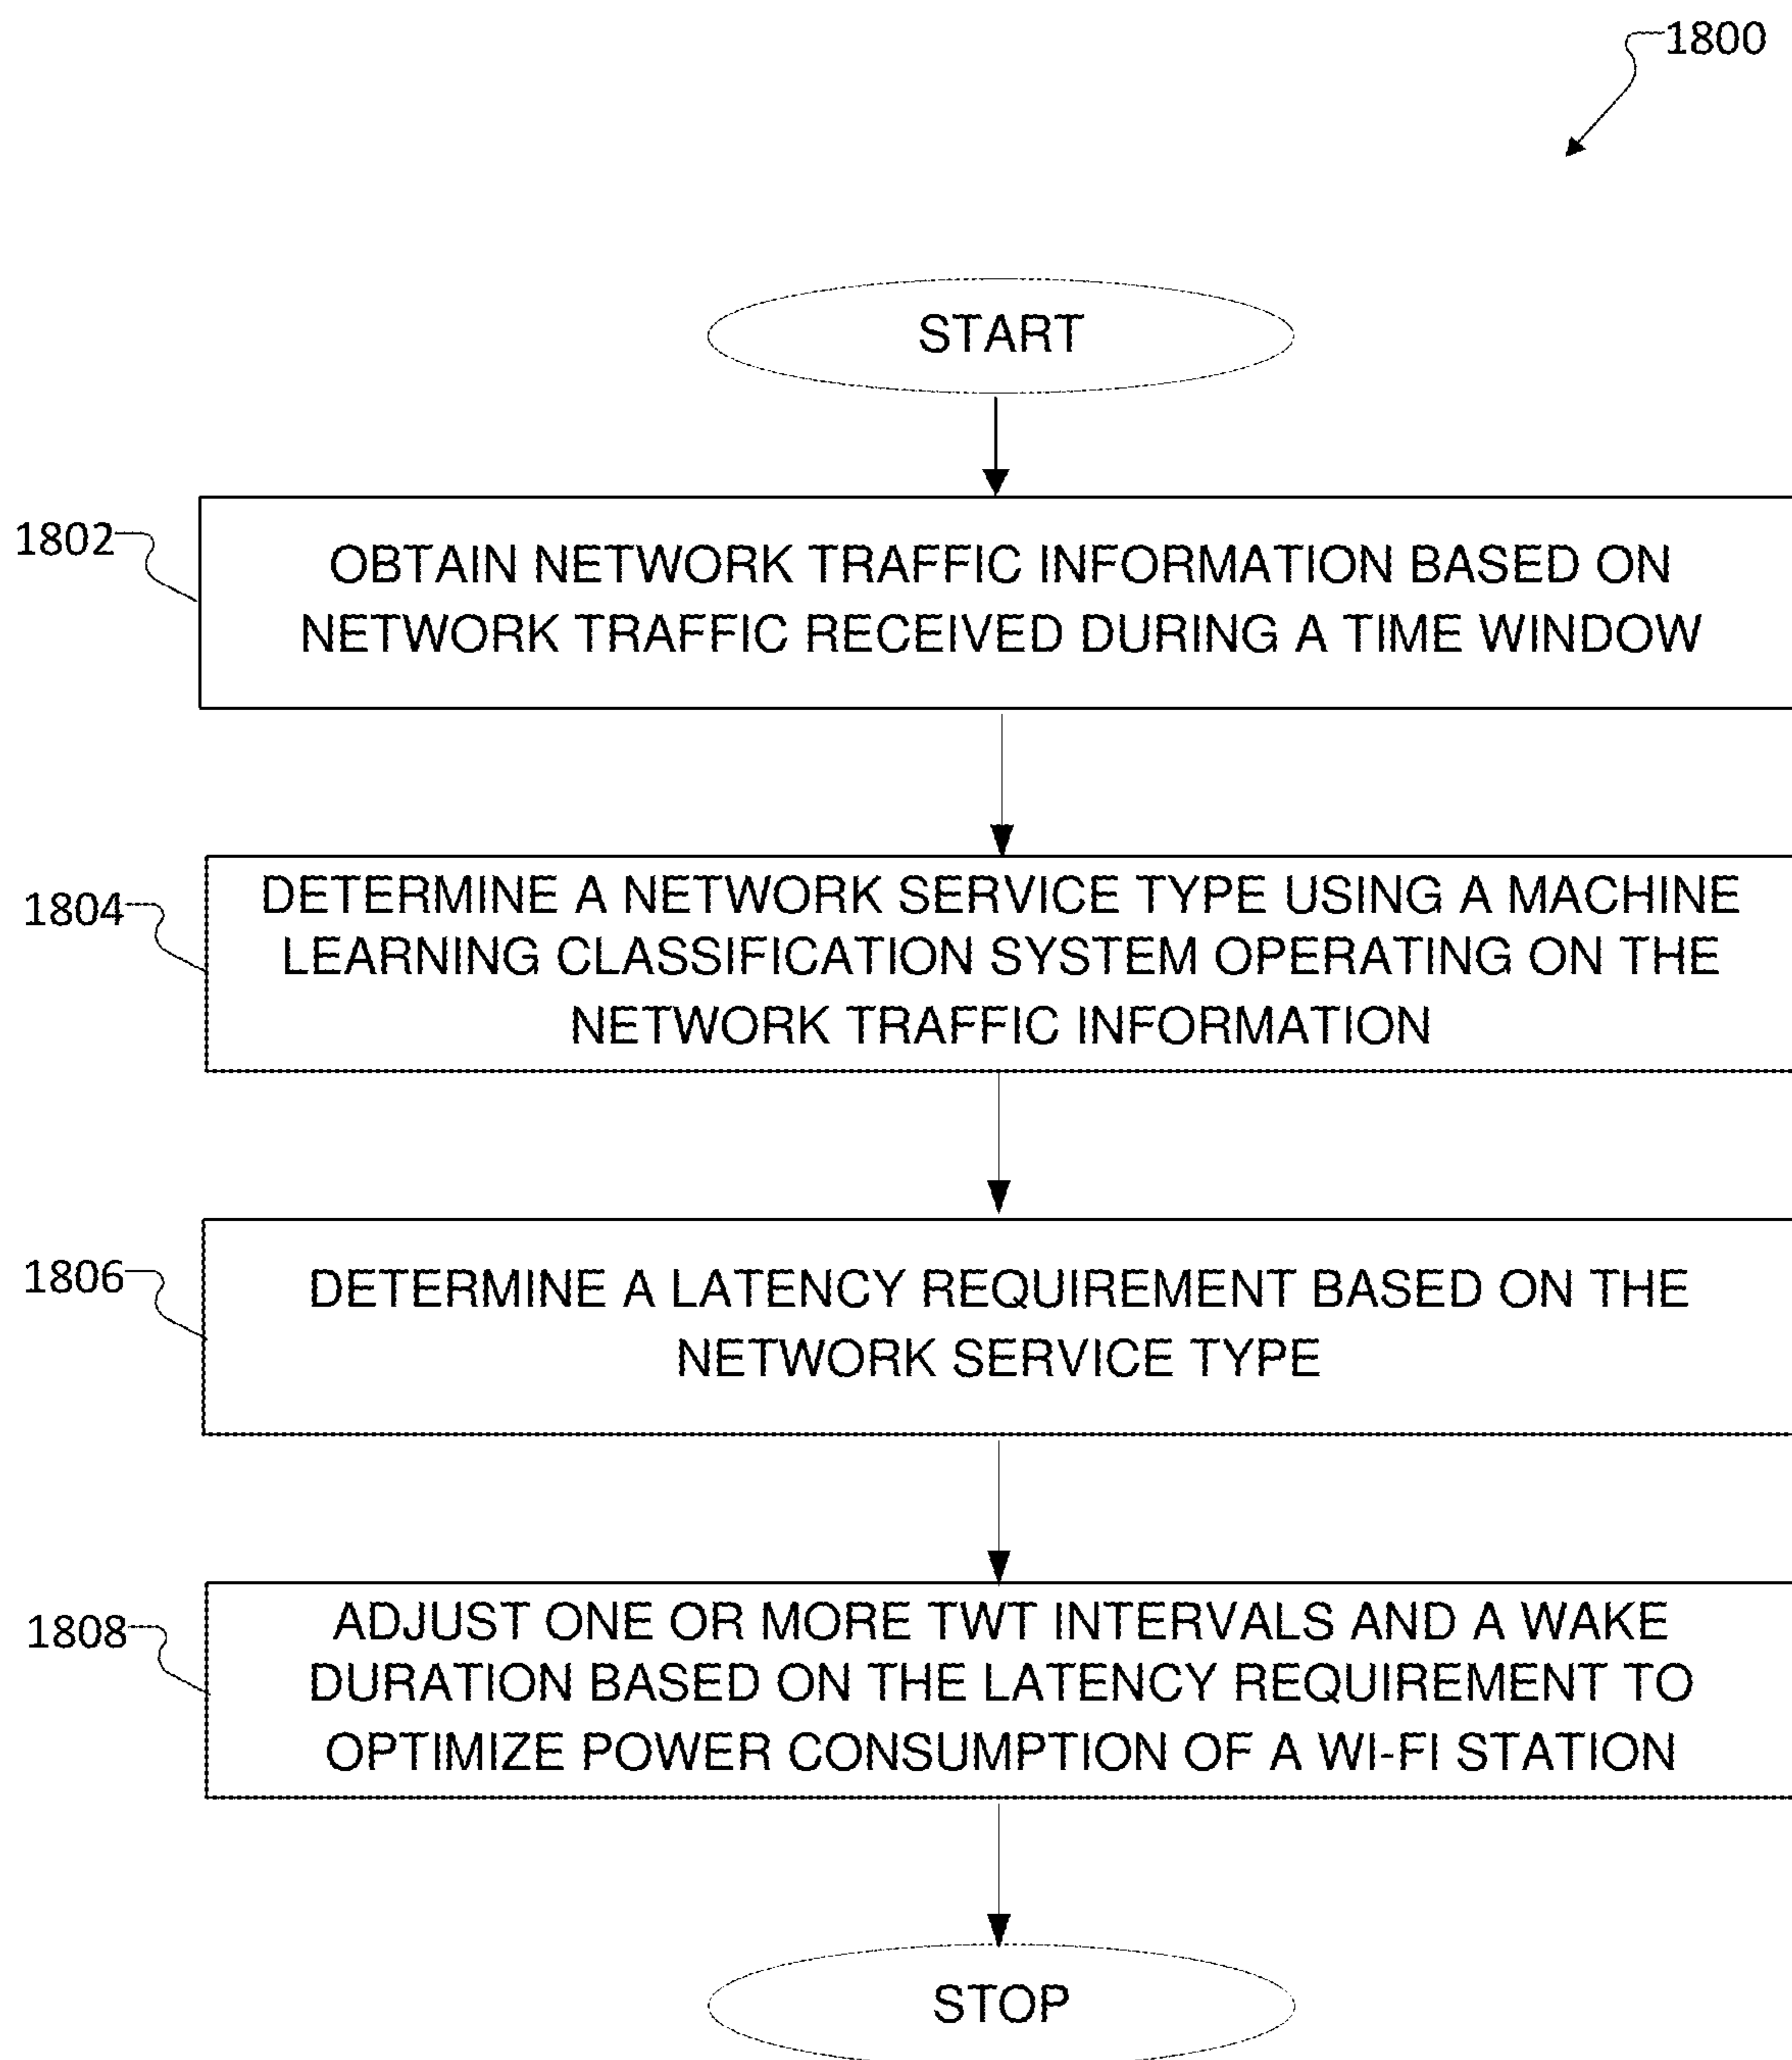 1800
START
1802
OBTAIN NETWORK TRAFFIC INFORMATION BASED ON
NETWORK TRAFFIC RECEIVED DURING A TIME WINDOW
1804
DETERMINE A NETWORK SERVICE TYPE USING A MACHINE
LEARNING CLASSIFICATION SYSTEM OPERATING ON THE
NETWORK TRAFFIC INFORMATION
1806
DETERMINE A LATENCY REQUIREMENT BASED ON THE
NETWORK SERVICE TYPE
1808
ADJUST ONE OR MORE TWT INTERVALS AND A WAKE
DURATION BASED ON THE LATENCY REQUIREMENT TO
OPTIMIZE POWER CONSUMPTION OF A WI-FI STATION
STOP